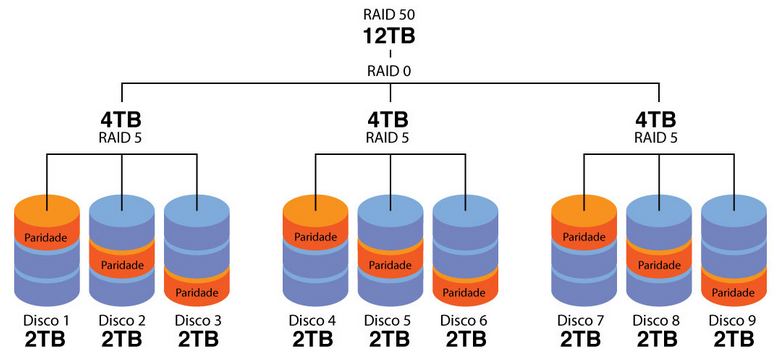 RAID 50
12TB
RAID 0
4TB
RAID 5
4TB
RAID 5
4TB
RAID 5
Paridade
Paridade
Paridade
Paridade
Paridade
Paridade
Paridade
Paridade
Paridade
Disco 1
2TB
Disco 2
2TB
Disco 3
2TB
Disco 4
2TB
Disco 5
2TB
Disco 6
2TB
Disco 7
2TB
Disco 8
2TB
Disco 9
2TB